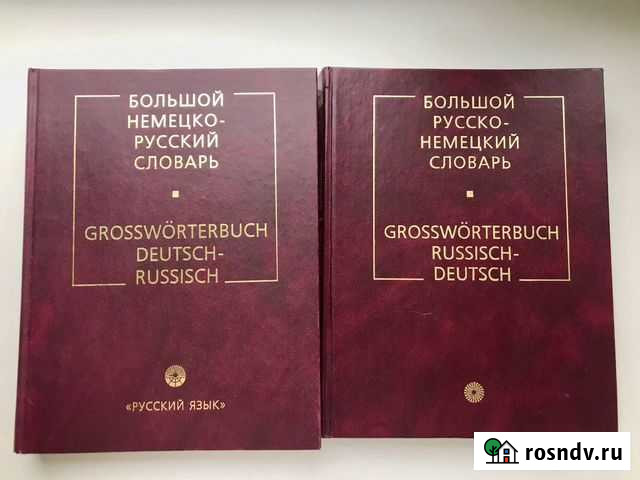 БОЛЬШОЙ
НЕМЕЦКО-
РУССКИЙ
СЛОВАРЬ
GROSSWÖRTERBUCH
DEUTSCH-
RUSSISCH
«РУССКИЙ ЯЗЫК»
БОЛЬШОЙ
РУССКО-
НЕМЕЦКИЙ
СЛОВАРЬ
GROSSWÖRTERBUCH
RUSSISCH-
DEUTSCH
rosndv.ru